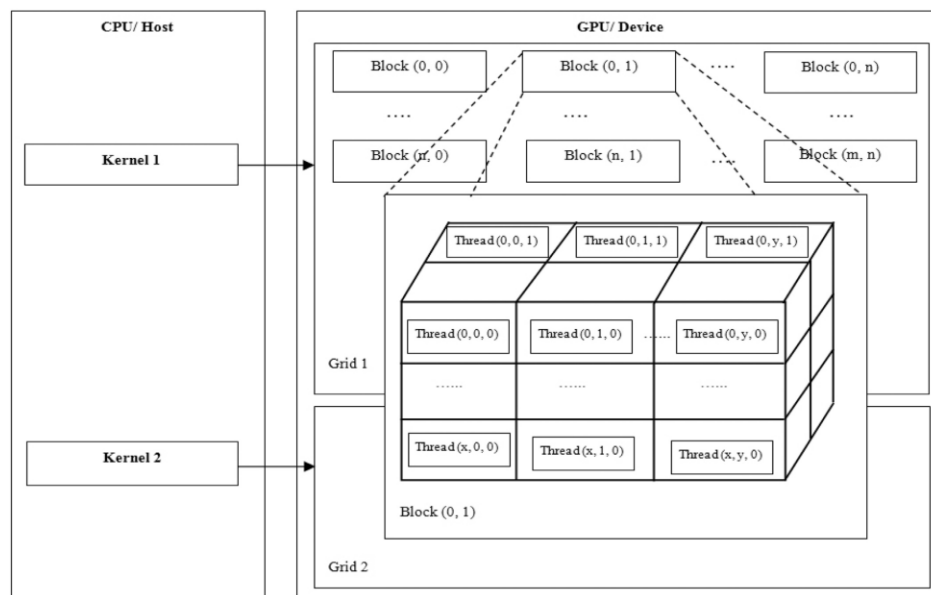 CPU/ Host
GPU/ Device
Block (0, 0)
Block (0, 1)
....
Block (0, n)
....
....
....
Kernel 1
Block (n, 0)
Block (n, 1)
....
Block (m, n)
Thread (0, 0, 1)
Thread (0, 1, 1)
Thread (0, y, 1)
Thread (0, 0, 0)
Thread (0, 1, 0)
......
Thread (0, y, 0)
Grid 1
......
......
......
Kernel 2
Thread (x, 0, 0)
Thread (x, 1, 0)
Thread (x, y, 0)
Block (0, 1)
Grid 2